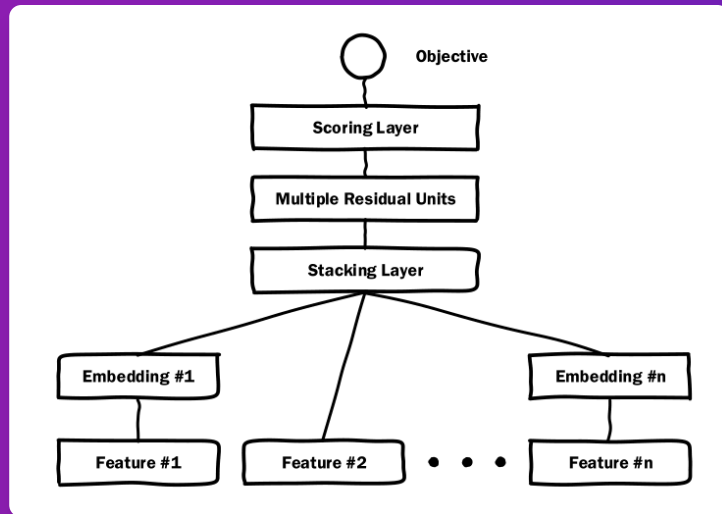 Objective
Scoring Layer
Multiple Residual Units
Stacking Layer
Embedding #1
Embedding #n
Feature #1
Feature #2
Feature #n